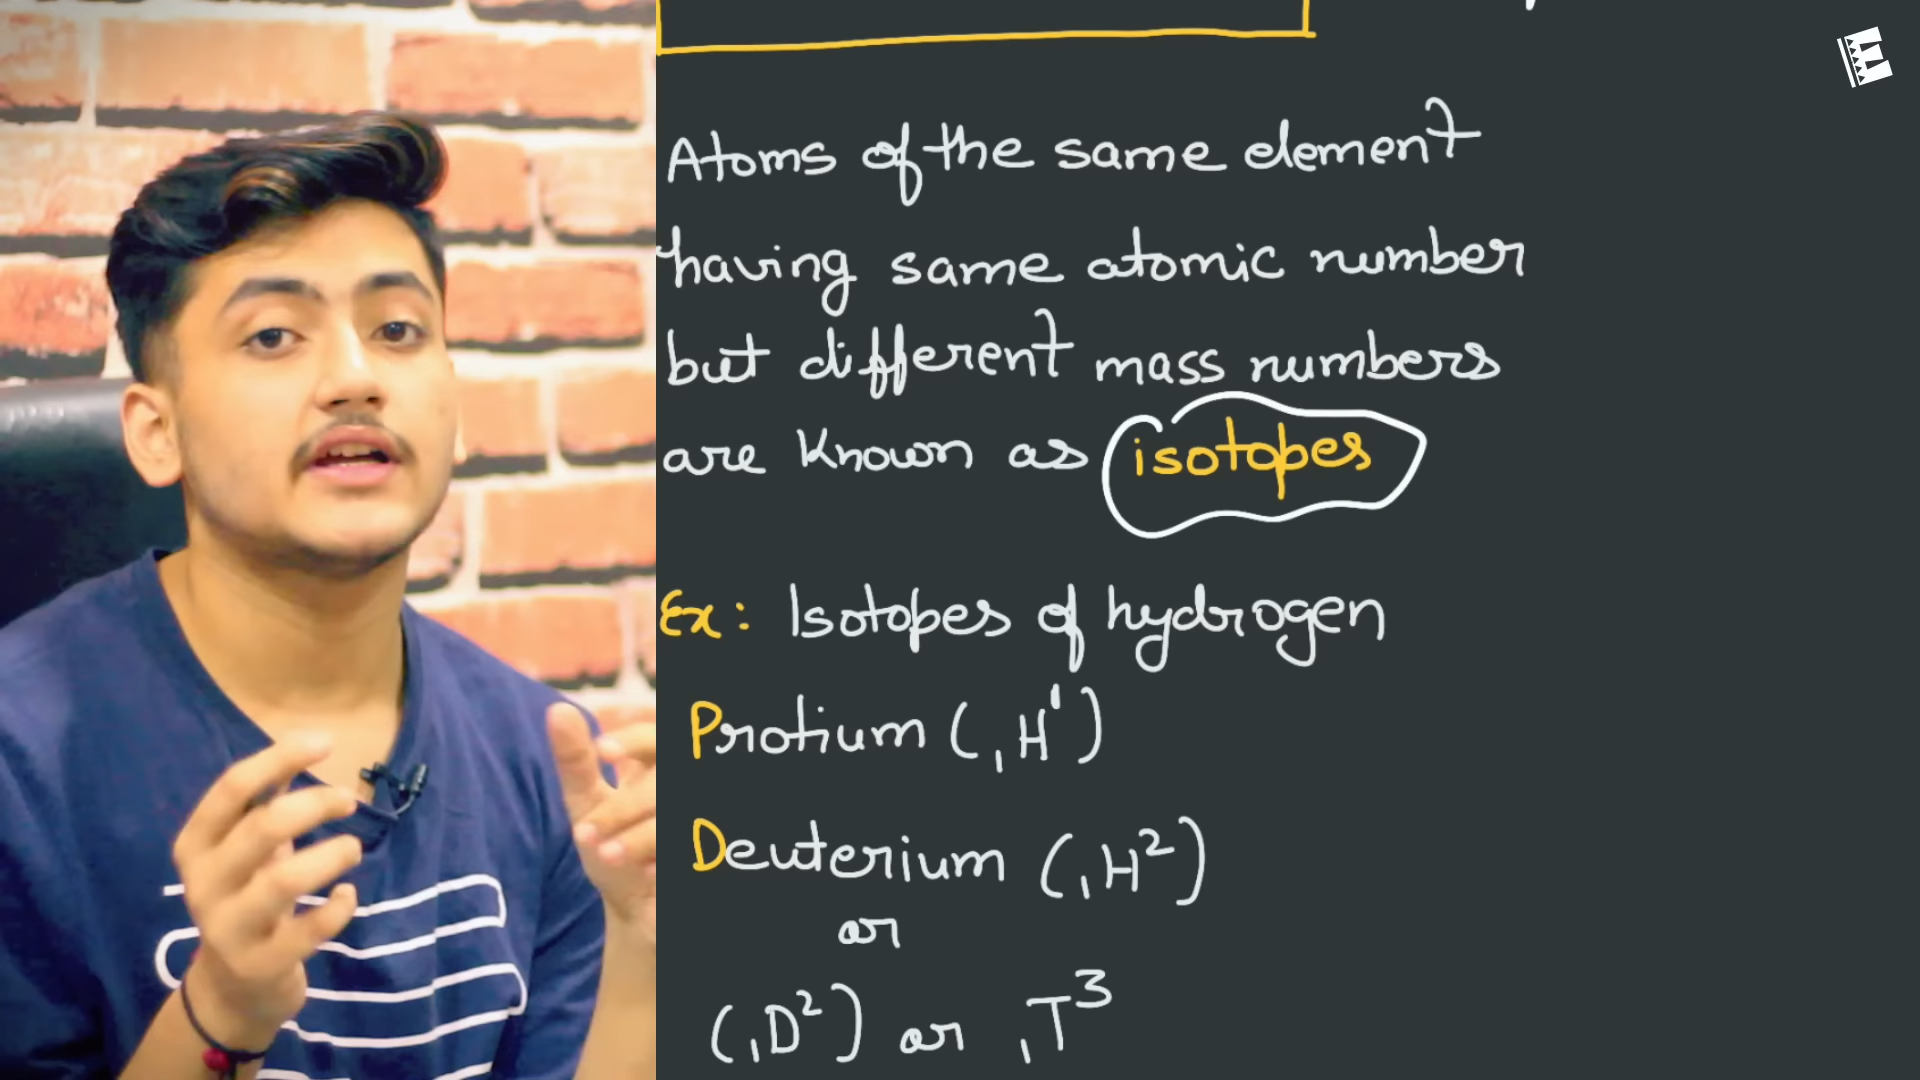 Atoms of the same element
having same atomic number
but different mass numbers
are known as isotopes
Ex: Isotopes of hydrogen
Protium (₁H¹)
Deuterium (₁H²)
or
(₁D²) or ₁T³
E